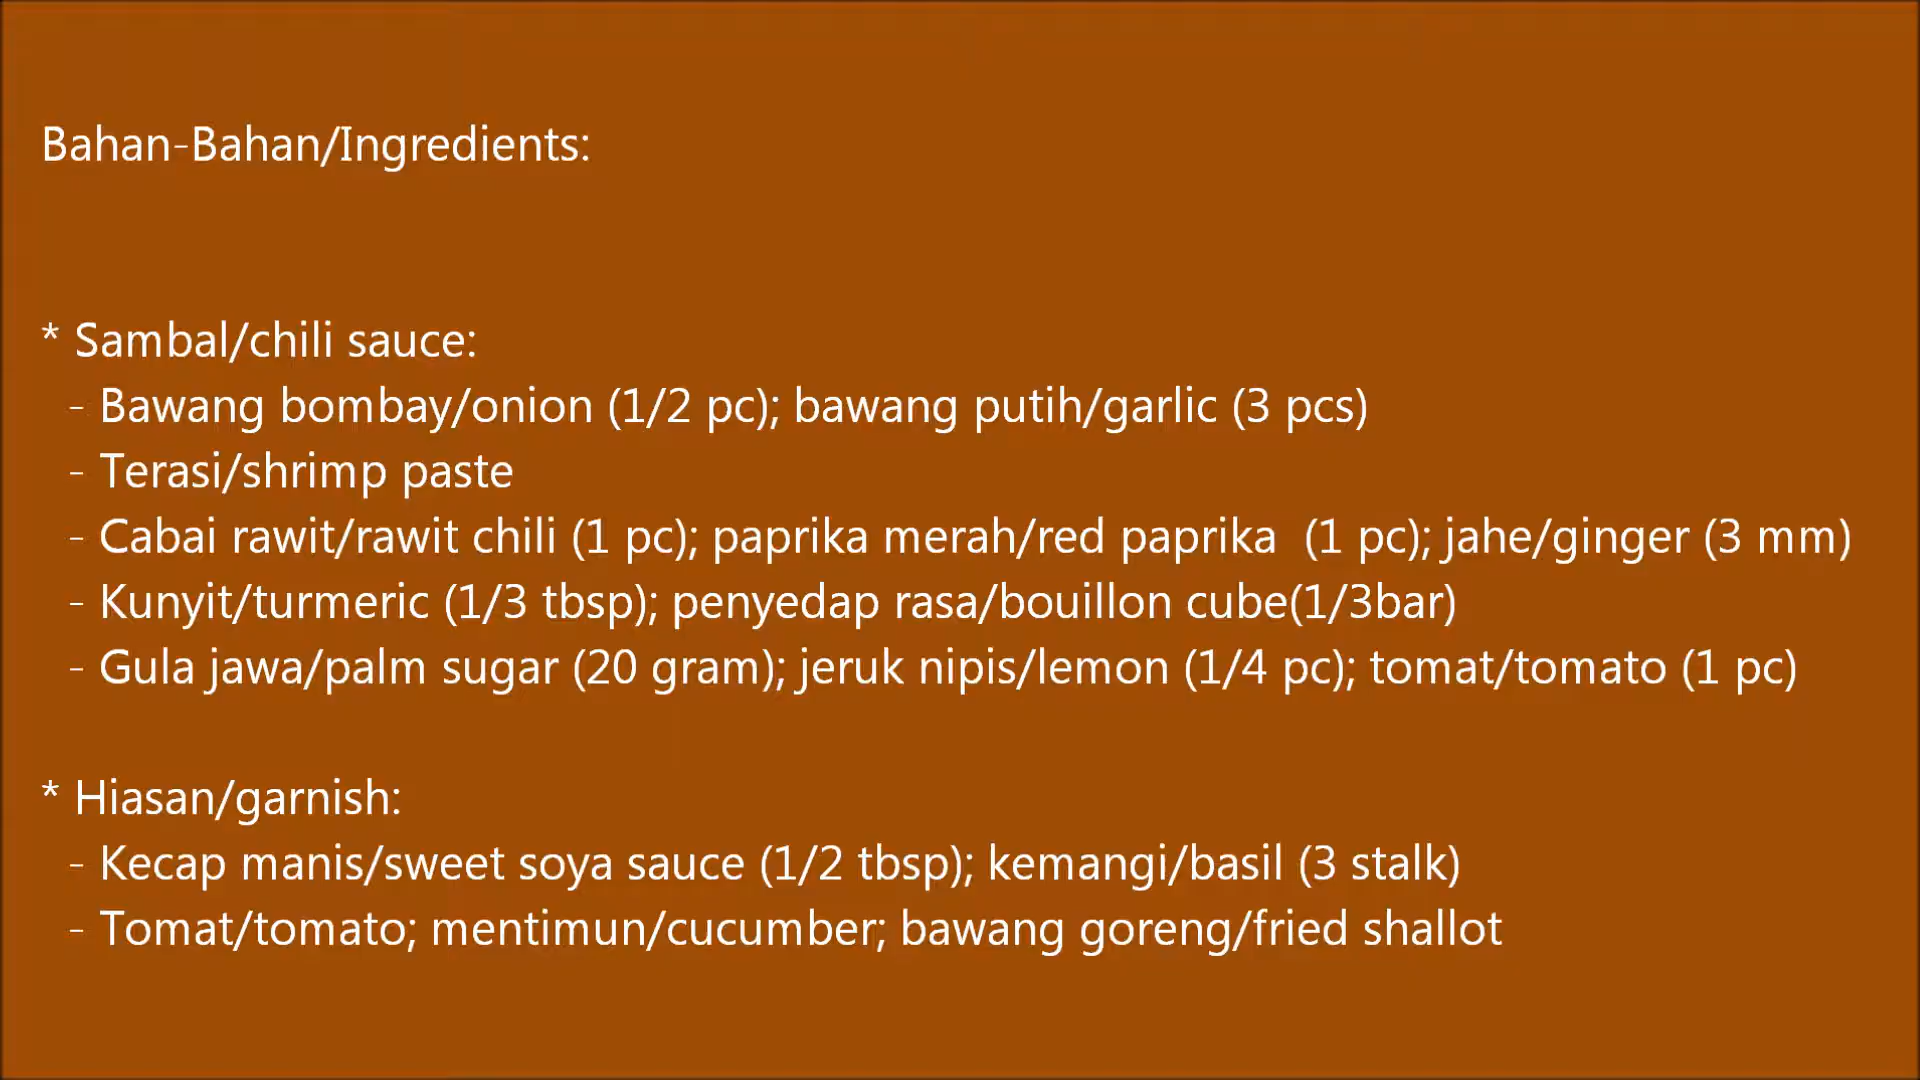 Bahan-Bahan/Ingredients:
* Sambal/chili sauce:
- Bawang bombay/onion (1/2 pc); bawang putih/garlic (3 pcs)
- Terasi/shrimp paste
- Cabai rawit/rawit chili (1 pc); paprika merah/red paprika  (1 pc); jahe/ginger (3 mm)
- Kunyit/turmeric (1/3 tbsp); penyedap rasa/bouillon cube(1/3bar)
- Gula jawa/palm sugar (20 gram); jeruk nipis/lemon (1/4 pc); tomat/tomato (1 pc)
* Hiasan/garnish:
- Kecap manis/sweet soya sauce (1/2 tbsp); kemangi/basil (3 stalk)
- Tomat/tomato; mentimun/cucumber; bawang goreng/fried shallot